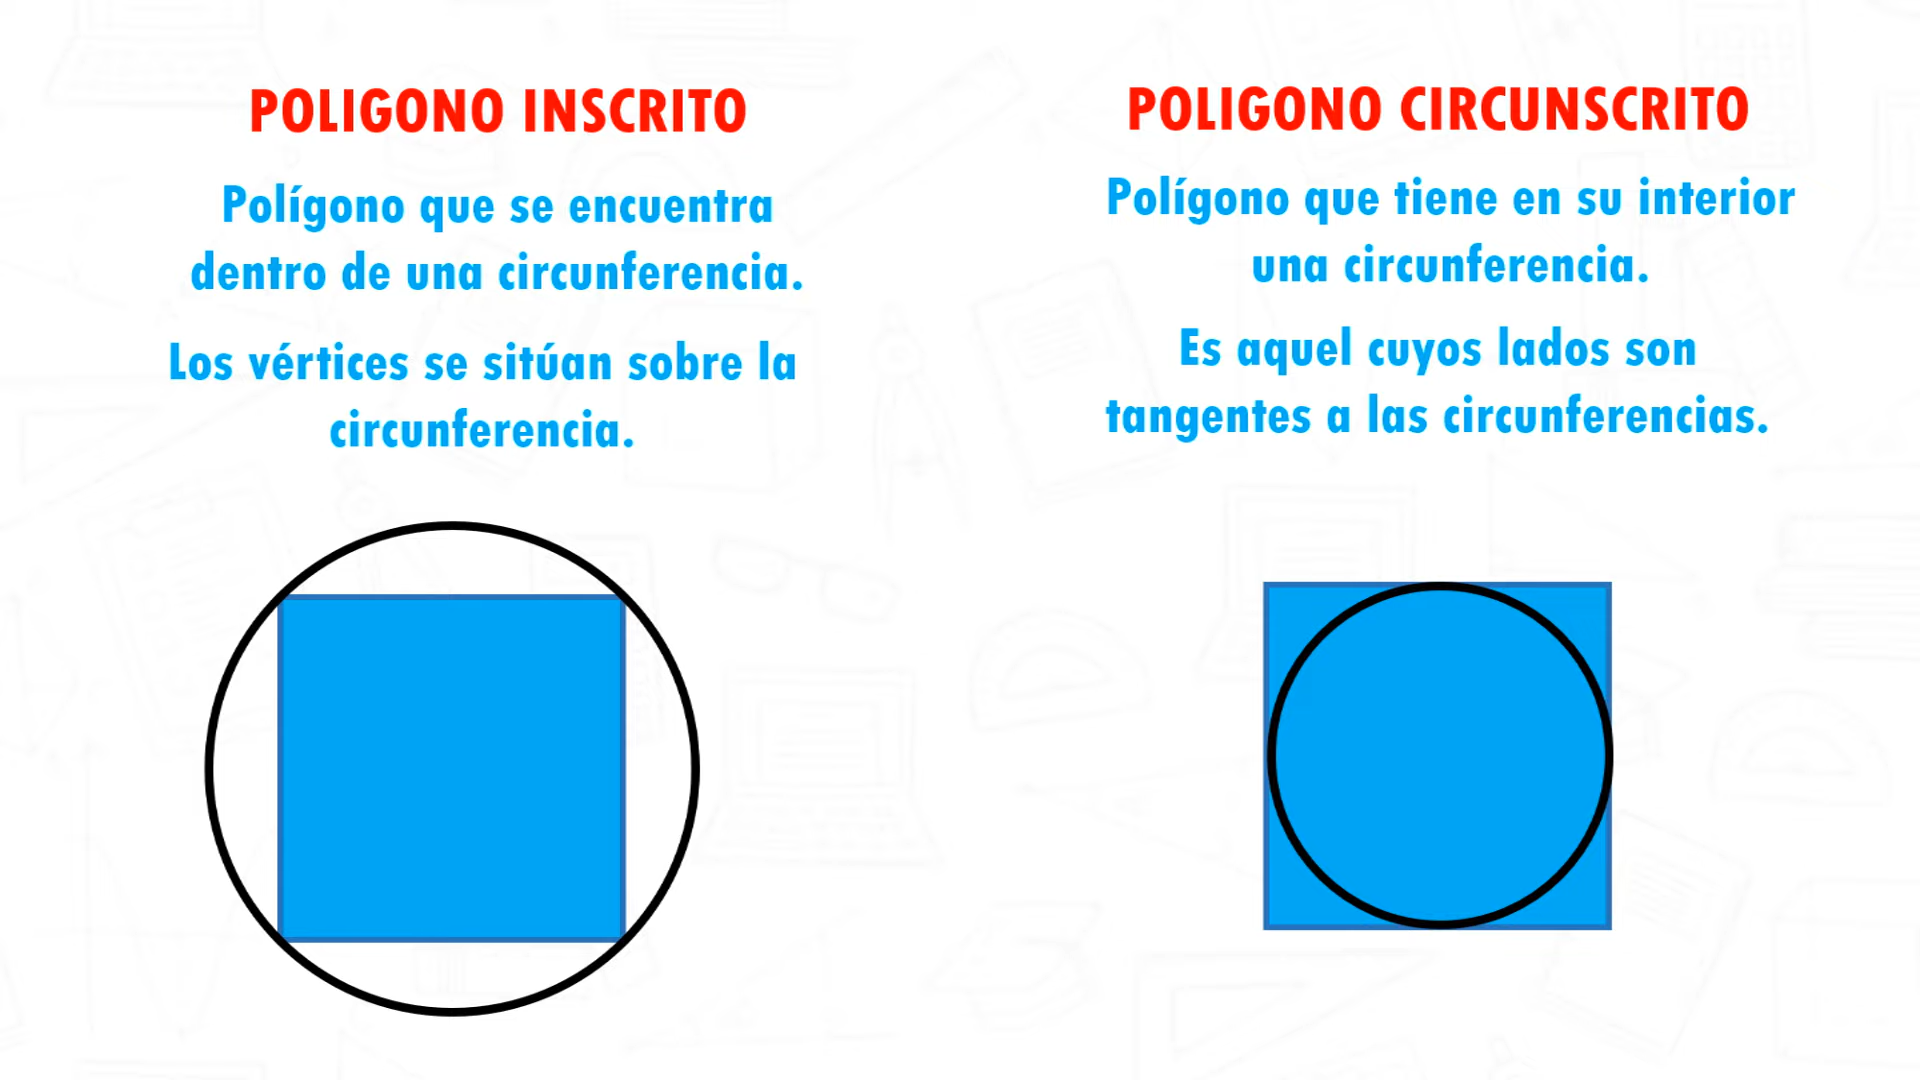 POLIGONO INSCRITO
Polígono que se encuentra
dentro de una circunferencia.
Los vértices se sitúan sobre la
circunferencia.
POLIGONO CIRCUNSCRITO
Polígono que tiene en su interior
una circunferencia.
Es aquel cuyos lados son
tangentes a las circunferencias.